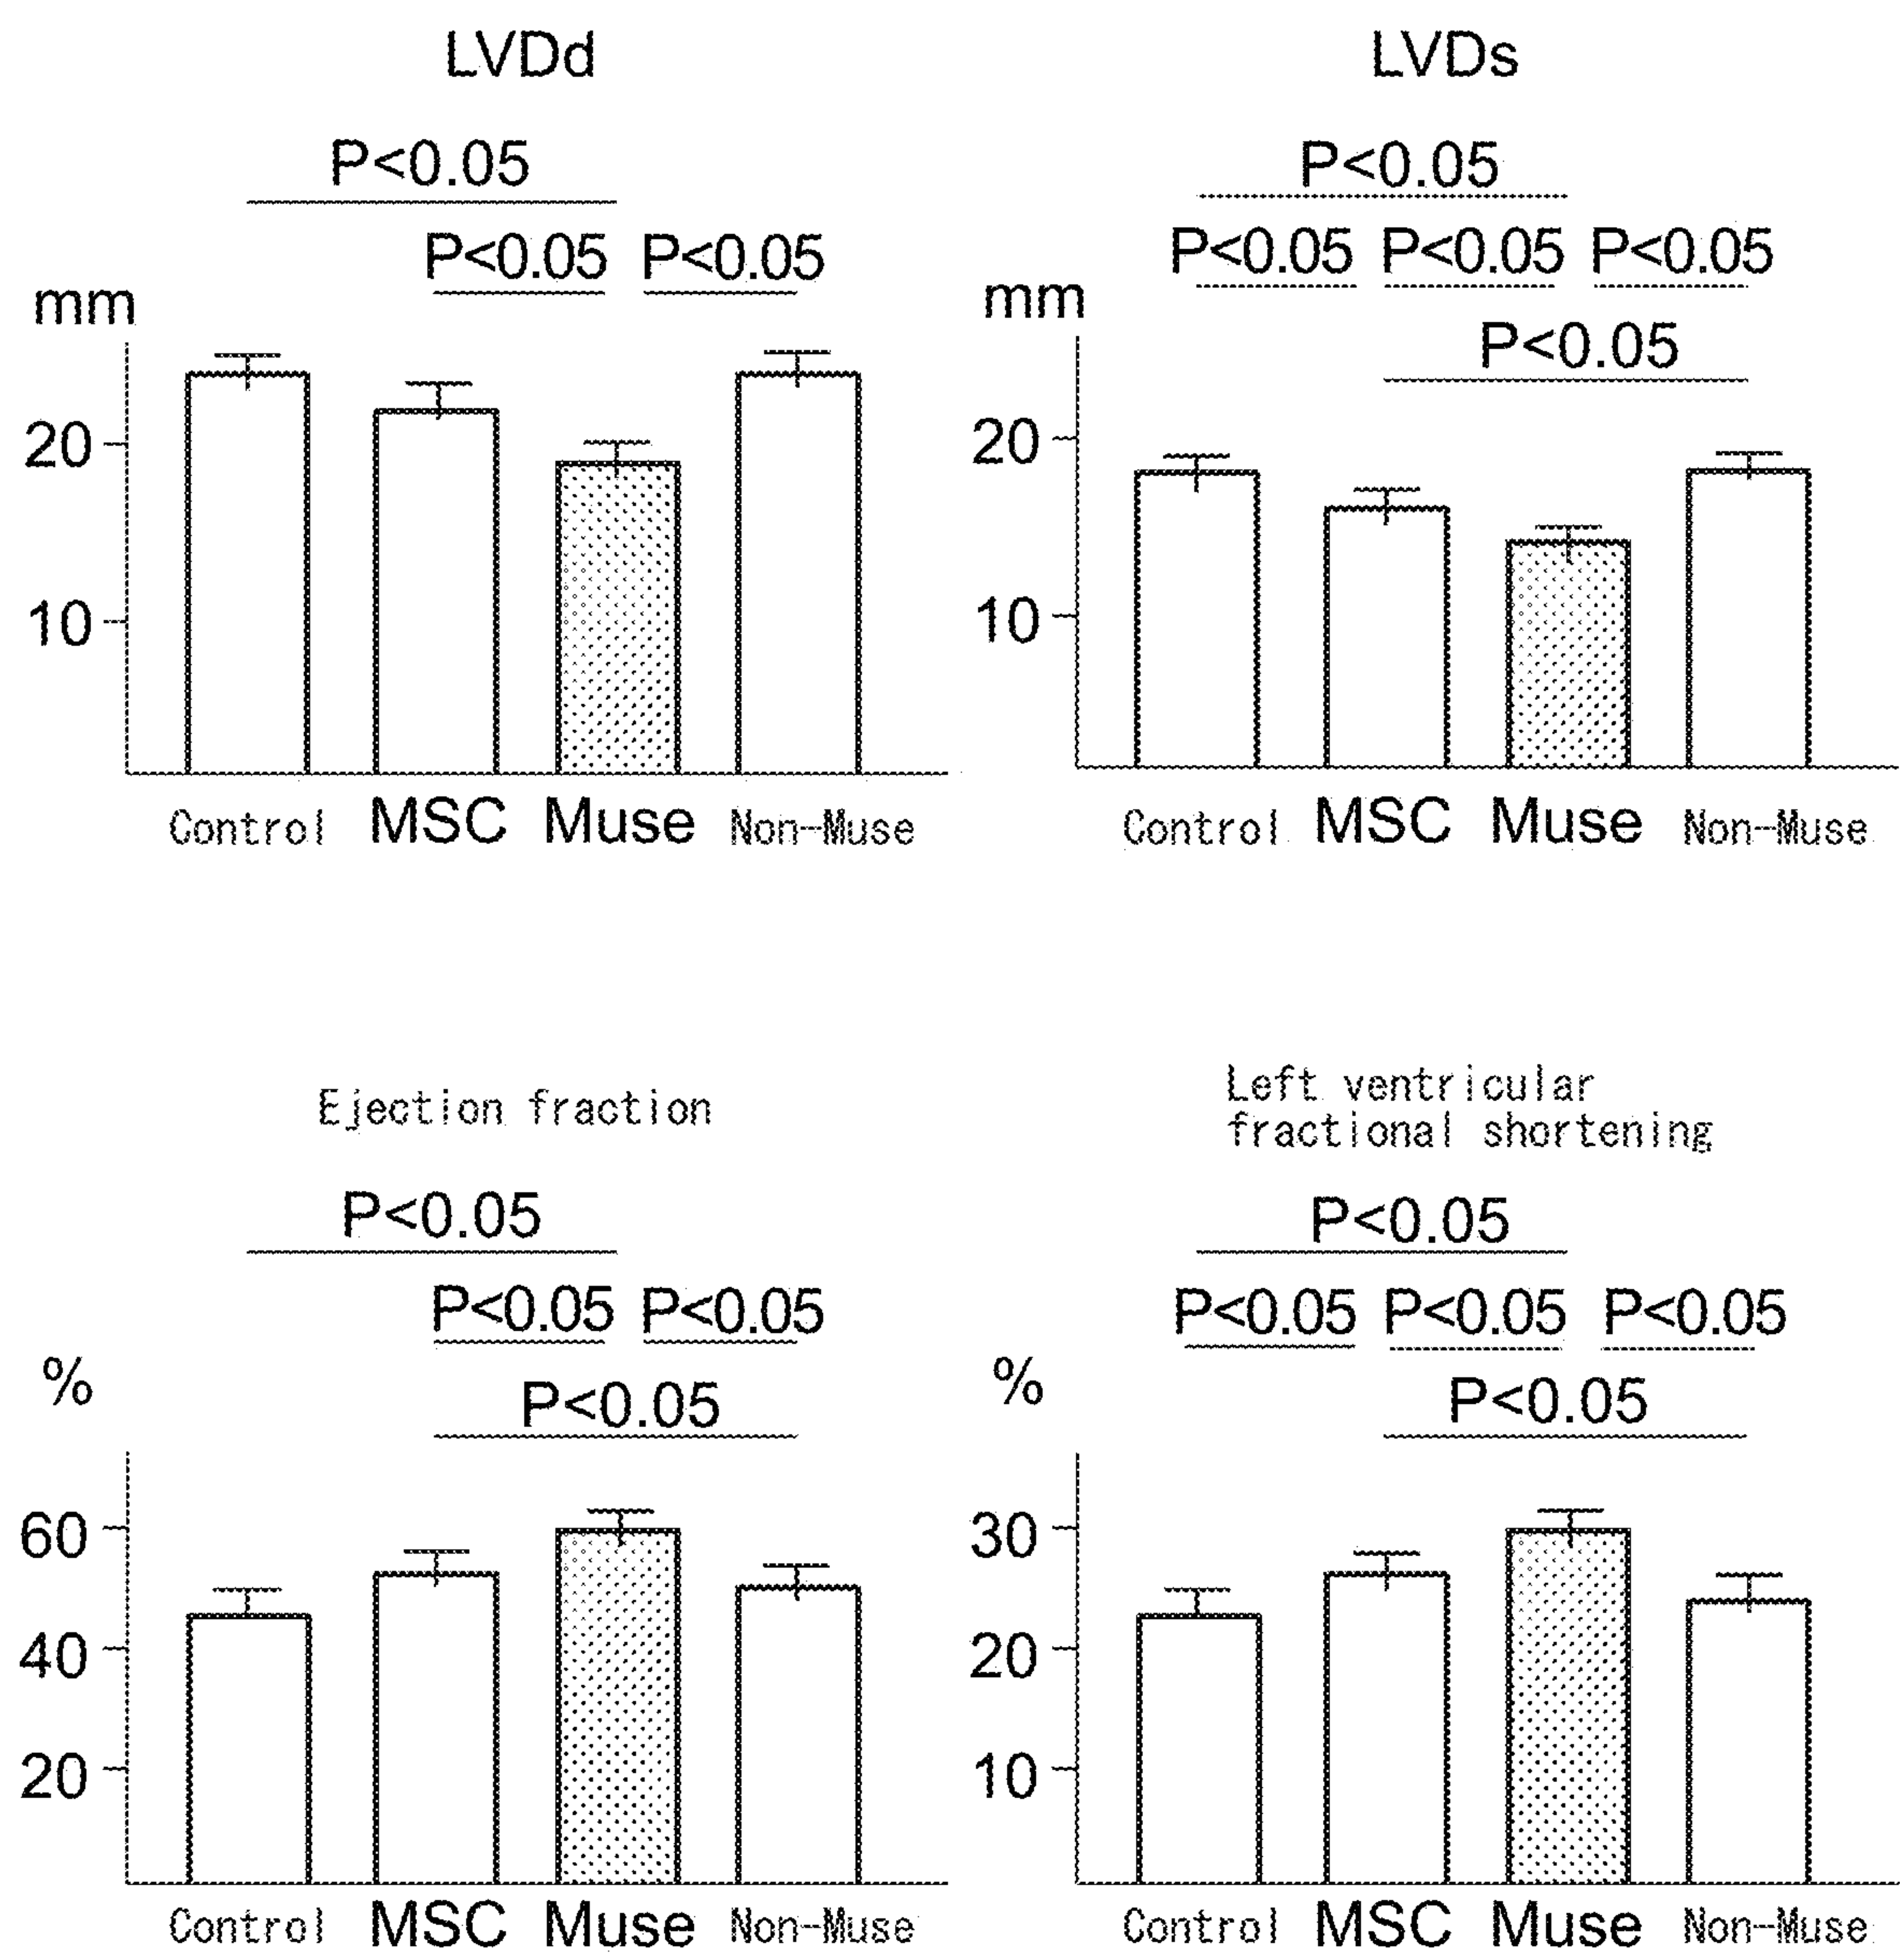 LVDd
P<0.05
P<0.05 P<0.05
mm
20
10
Control MSC Muse Non-Muse
LVDs
P<0.05
P<0.05 P<0.05 P<0.05
mm
P<0.05
20
10
Control MSC Muse Non-Muse
Ejection fraction
P<0.05
P<0.05 P<0.05
%
P<0.05
60
40
20
Control MSC Muse Non-Muse
Left ventricular
fractional shortening
P<0.05
P<0.05 P<0.05 P<0.05
%
P<0.05
30
20
10
Control MSC Muse Non-Muse